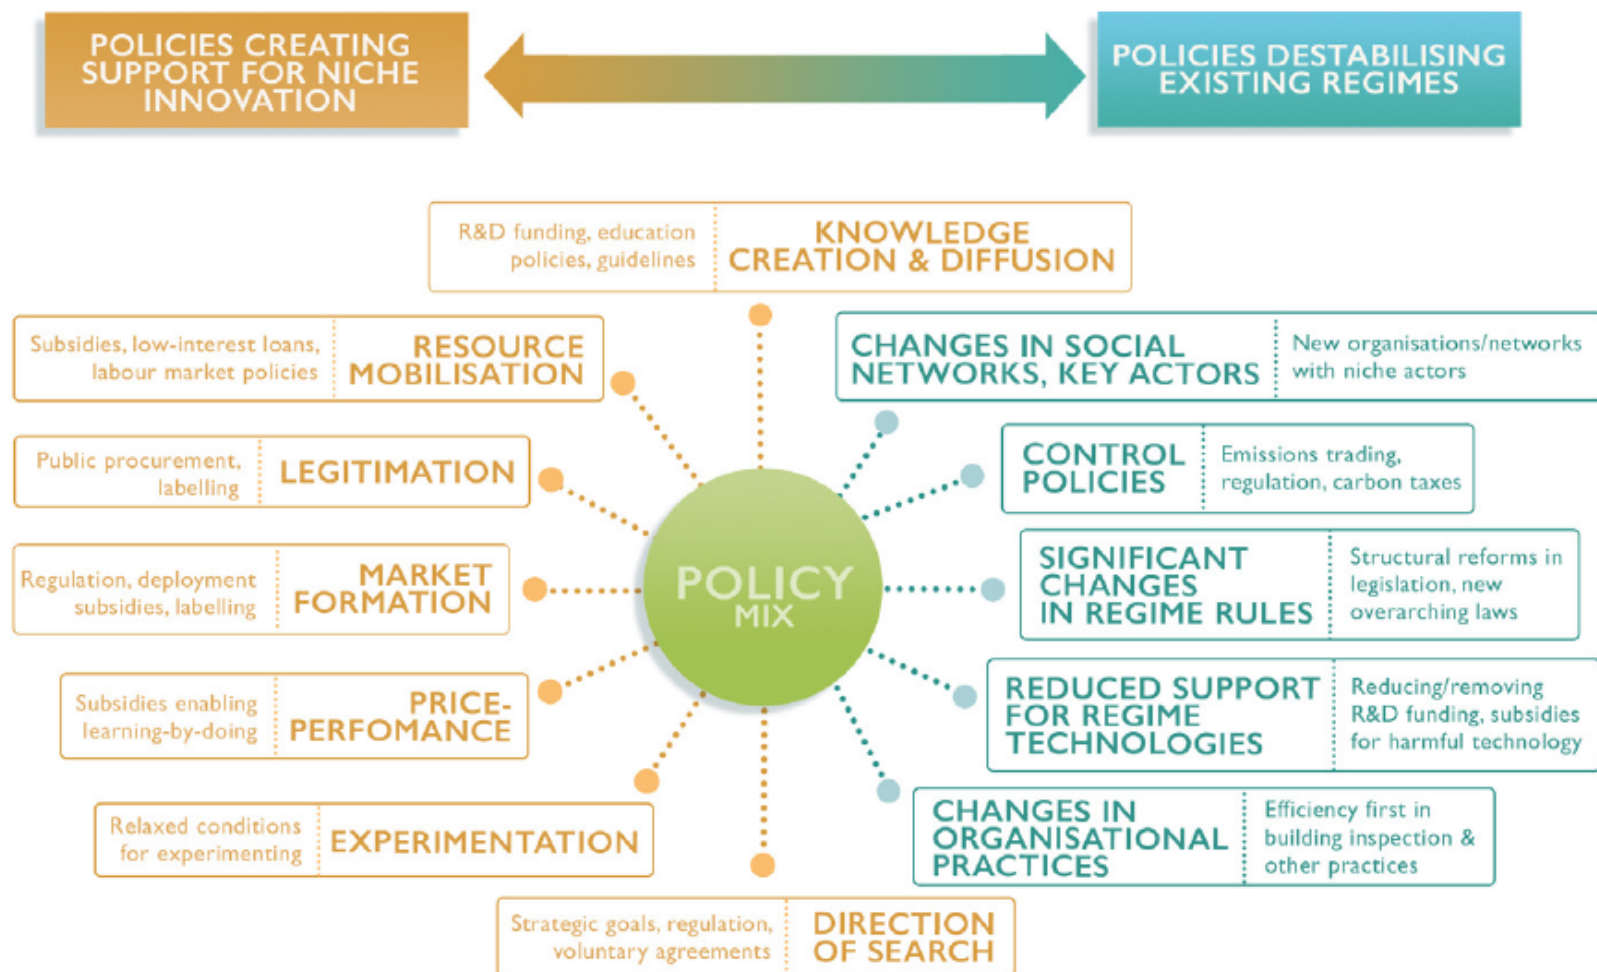 POLICIES CREATING
SUPPORT FOR NICHE
INNOVATION
POLICIES DESTABILISING
EXISTING REGIMES
R&D funding, education
policies, guidelines
KNOWLEDGE
CREATION & DIFFUSION
Subsidies, low-interest loans,
labour market policies
RESOURCE
MOBILISATION
CHANGES IN SOCIAL
NETWORKS, KEY ACTORS
New organisations/networks
with niche actors
Public procurement,
labelling
LEGITIMATION
CONTROL
POLICIES
Emissions trading,
regulation, carbon taxes
Regulation, deployment
subsidies, labelling
MARKET
FORMATION
POLICY
MIX
SIGNIFICANT
CHANGES
IN REGIME RULES
Structural reforms in
legislation, new
overarching laws
Subsidies enabling
learning-by-doing
PRICE-
PERFOMANCE
REDUCED SUPPORT
FOR REGIME
TECHNOLOGIES
Reducing/removing
R&D funding, subsidies
for harmful technology
Relaxed conditions
for experimenting
EXPERIMENTATION
CHANGES IN
ORGANISATIONAL
PRACTICES
Efficiency first in
building inspection &
other practices
Strategic goals, regulation,
voluntary agreements
DIRECTION
OF SEARCH